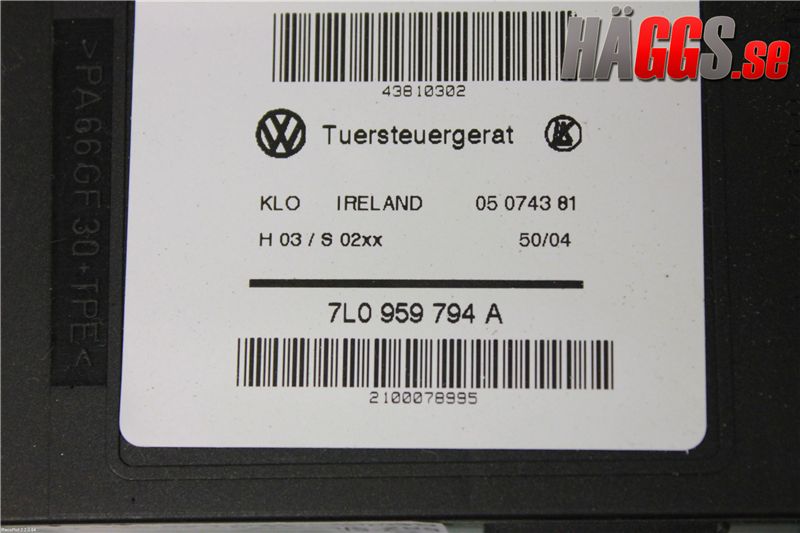 HÄGGS.se
43810302
Tuersteuergerat
KLO IRELAND 05 0743 81
H 03 / S 02xx 50/04
7L0 959 794 A
2100078995
>PA66GF30+TPE<